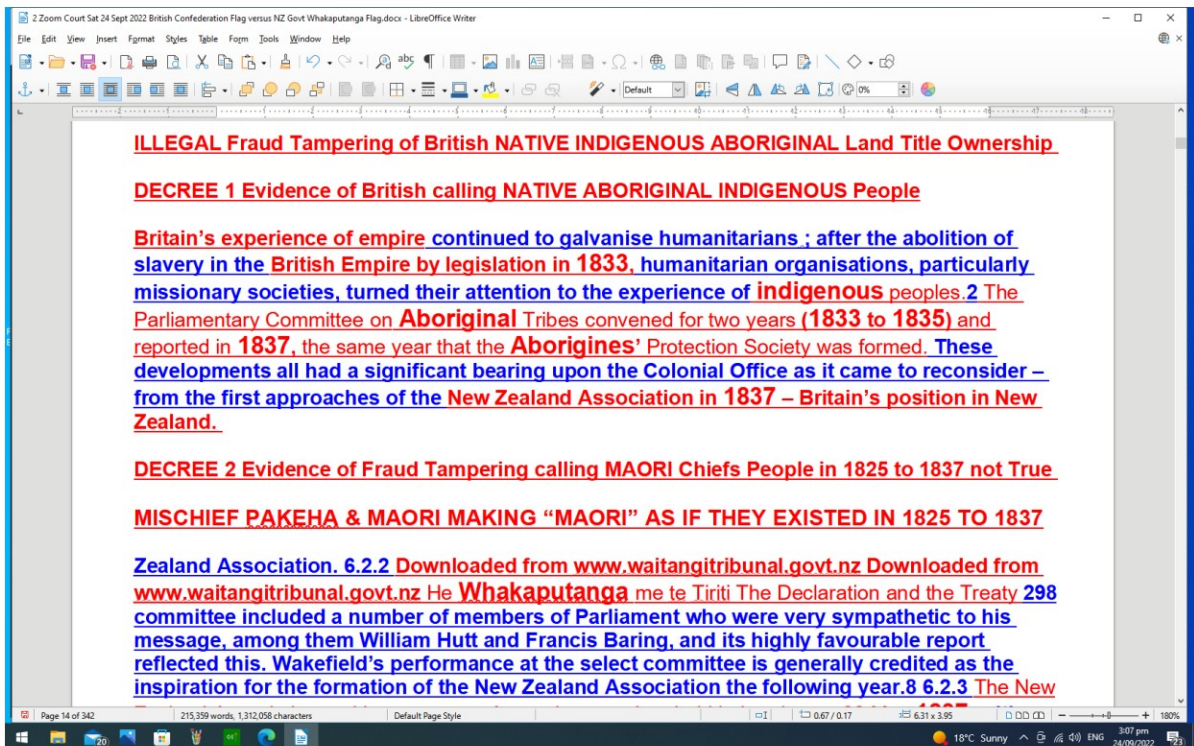 2 Zoom Court Sat 24 Sept 2022 British Confederation Flag versus NZ Govt Whakaputanga Flag.docx - LibreOffice Writer
File Edit View Insert Format Styles Table Form Tools Window Help
Default
0%
ILLEGAL Fraud Tampering of British NATIVE INDIGENOUS ABORIGINAL Land Title Ownership
DECREE 1 Evidence of British calling NATIVE ABORIGINAL INDIGENOUS People
Britain's experience of empire continued to galvanise humanitarians ; after the abolition of
slavery in the British Empire by legislation in 1833, humanitarian organisations, particularly
missionary societies, turned their attention to the experience of indigenous peoples.2 The
Parliamentary Committee on Aboriginal Tribes convened for two years (1833 to 1835) and
reported in 1837, the same year that the Aborigines' Protection Society was formed. These
developments all had a significant bearing upon the Colonial Office as it came to reconsider –
from the first approaches of the New Zealand Association in 1837 – Britain's position in New
Zealand.
DECREE 2 Evidence of Fraud Tampering calling MAORI Chiefs People in 1825 to 1837 not True
MISCHIEF PAKEHA & MAORI MAKING “MAORI” AS IF THEY EXISTED IN 1825 TO 1837
Zealand Association. 6.2.2 Downloaded from www.waitangitribunal.govt.nz Downloaded from
www.waitangitribunal.govt.nz He Whakaputanga me te Tiriti The Declaration and the Treaty 298
committee included a number of members of Parliament who were very sympathetic to his
message, among them William Hutt and Francis Baring, and its highly favourable report
reflected this. Wakefield's performance at the select committee is generally credited as the
inspiration for the formation of the New Zealand Association the following year.8 6.2.3 The New
Page 14 of 342 215,359 words, 1,312,058 characters Default Page Style 0.67 / 0.17 6.31 x 3.95 180%
20 18°C Sunny ENG 3:07 pm
24/09/2022 23